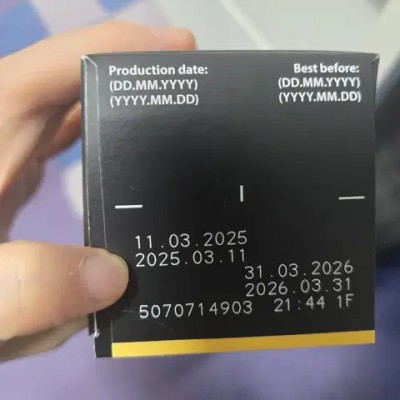 Production date:
(DD.MM.YYYY)
(YYYY.MM.DD)
Best before:
(DD.MM.YYYY)
(YYYY.MM.DD)
11.03.2025
2025.03.11
31.03.2026
2026.03.31
5070714903 21:44 1F